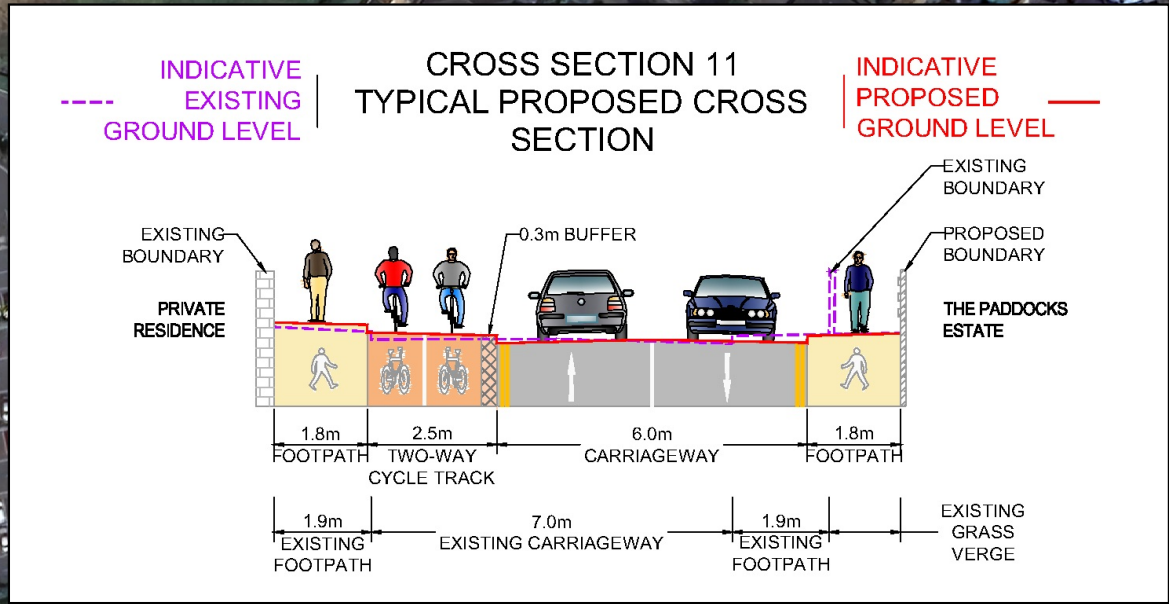 INDICATIVE
EXISTING
GROUND LEVEL
CROSS SECTION 11
TYPICAL PROPOSED CROSS
SECTION
INDICATIVE
PROPOSED
GROUND LEVEL
EXISTING
BOUNDARY
PRIVATE
RESIDENCE
0.3m BUFFER
EXISTING
BOUNDARY
PROPOSED
BOUNDARY
THE PADDOCKS
ESTATE
1.8m
FOOTPATH
2.5m
TWO-WAY
CYCLE TRACK
6.0m
CARRIAGEWAY
1.8m
FOOTPATH
1.9m
EXISTING
FOOTPATH
7.0m
EXISTING CARRIAGEWAY
1.9m
EXISTING
FOOTPATH
EXISTING
GRASS
VERGE